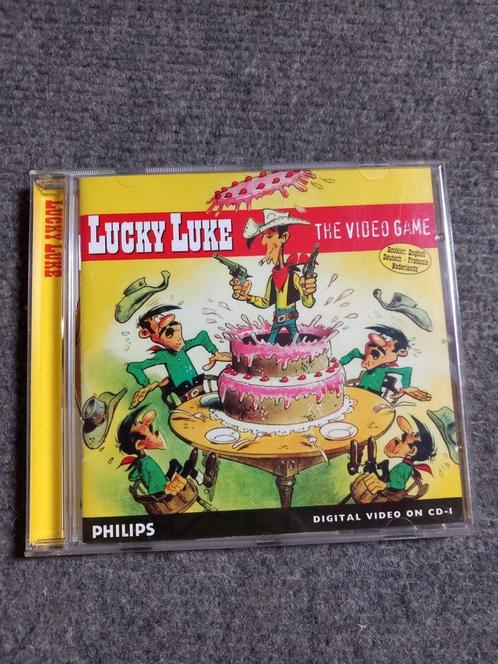 LUCKY LUKE
LUCKY LUKE
THE VIDEO GAME
Booklet: English
Deutsch - Français
Nederlands
PHILIPS
DIGITAL VIDEO ON CD-I